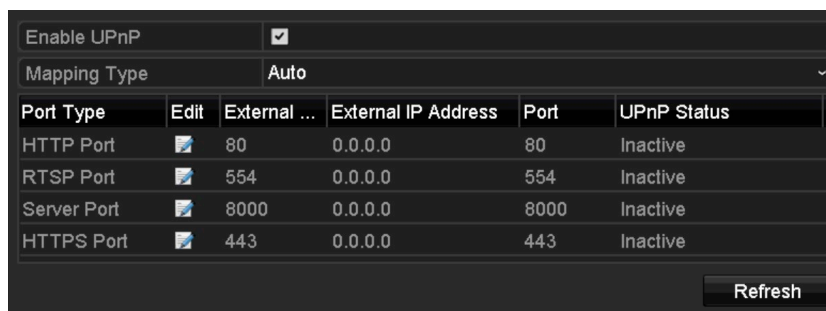 Enable UPnP
Mapping Type Auto
Port Type Edit External ... External IP Address Port UPnP Status
HTTP Port 80 0.0.0.0 80 Inactive
RTSP Port 554 0.0.0.0 554 Inactive
Server Port 8000 0.0.0.0 8000 Inactive
HTTPS Port 443 0.0.0.0 443 Inactive
Refresh